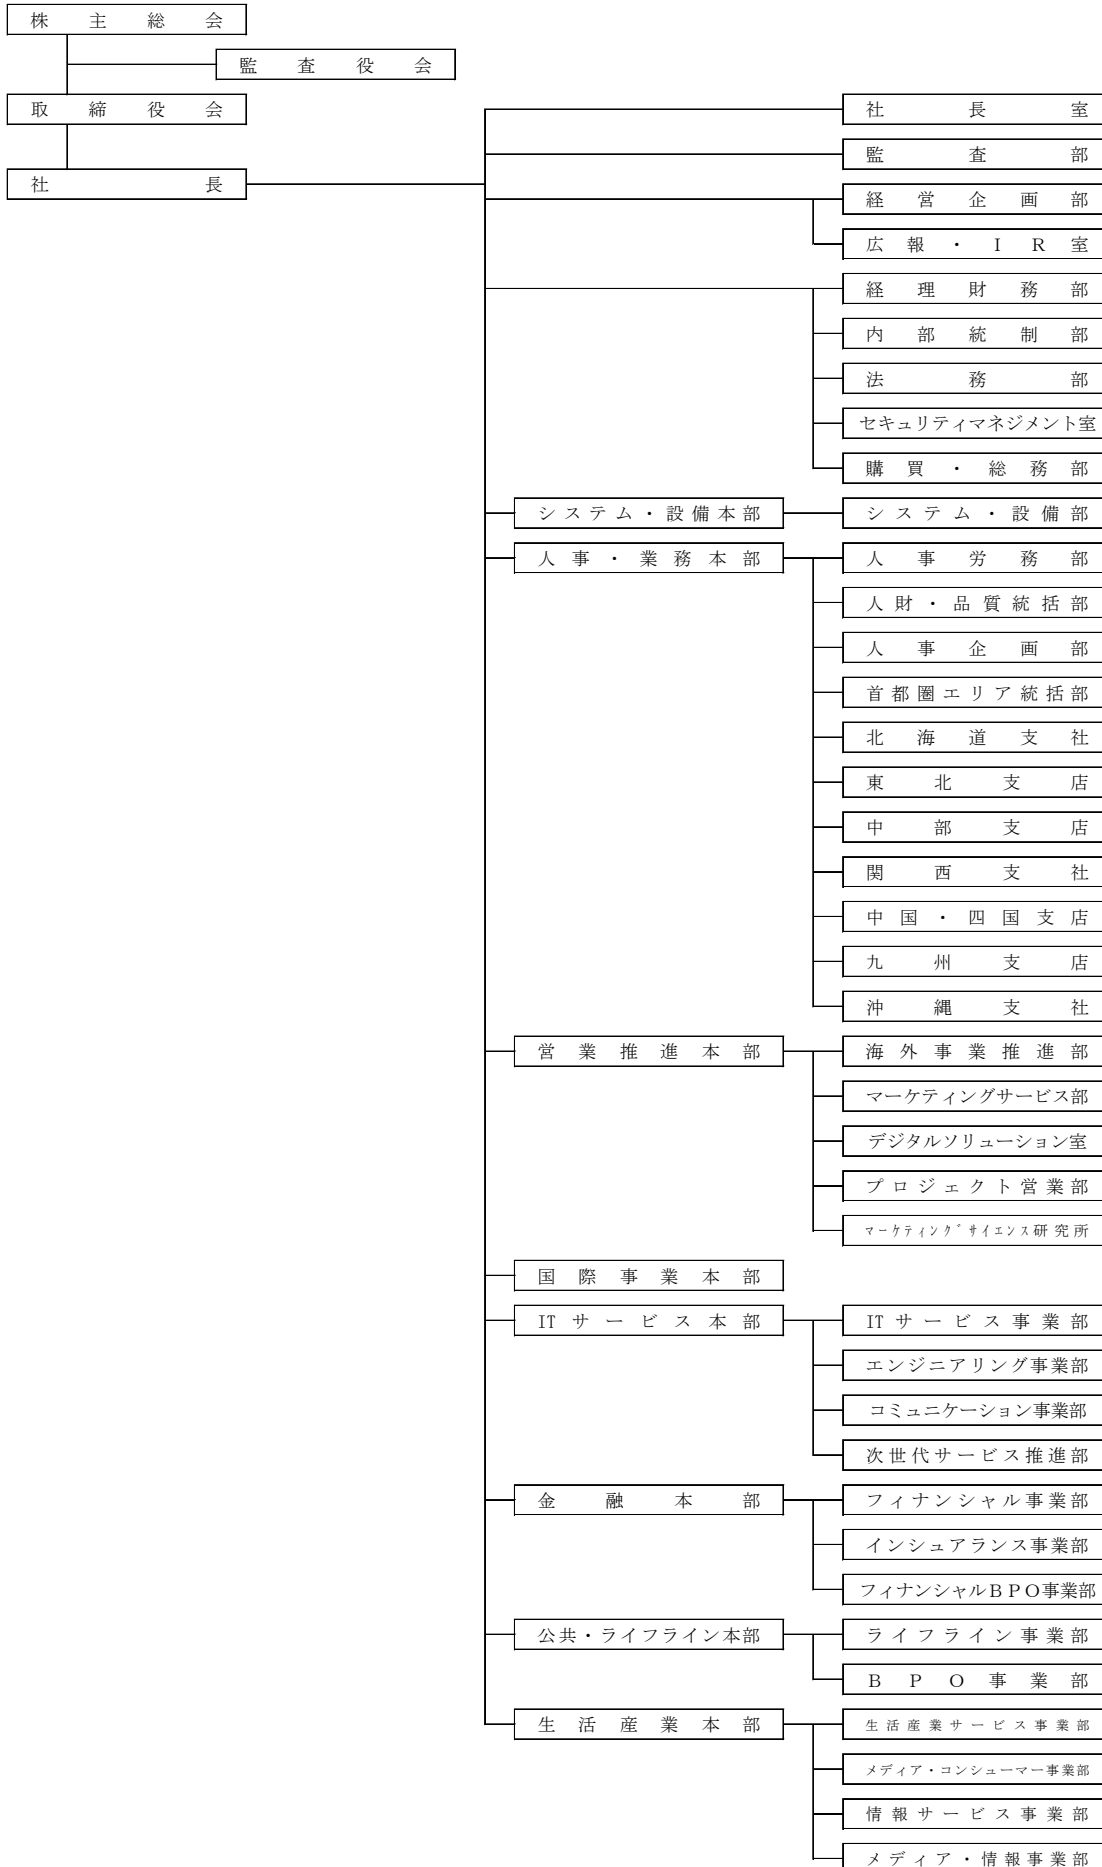 株主総会
監査役会
取締役会
社長室
監査部
社長
経営企画部
広報・IR室
経理財務部
内部統制部
法務部
セキュリティマネジメント室
購買・総務部
システム・設備本部
システム・設備部
人事・業務本部
人事労務部
人財・品質統括部
人事企画部
首都圏エリア統括部
北海道支社
東北支店
中部支店
関西支社
中国・四国支店
九州支店
沖縄支社
営業推進本部
海外事業推進部
マーケティングサービス部
デジタルソリューション室
プロジェクト営業部
マーケティングサイエンス研究所
国際事業本部
ITサービス本部
ITサービス事業部
エンジニアリング事業部
コミュニケーション事業部
次世代サービス推進部
金融本部
フィナンシャル事業部
インシュアランス事業部
フィナンシャルBPO事業部
公共・ライフライン本部
ライフライン事業部
BPO事業部
生活産業本部
生活産業サービス事業部
メディア・コンシューマー事業部
情報サービス事業部
メディア・情報事業部